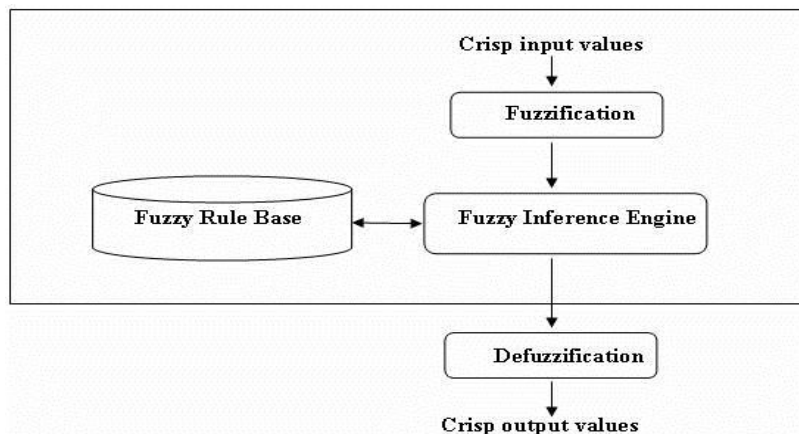 Crisp input values
Fuzzification
Fuzzy Rule Base
Fuzzy Inference Engine
Defuzzification
Crisp output values